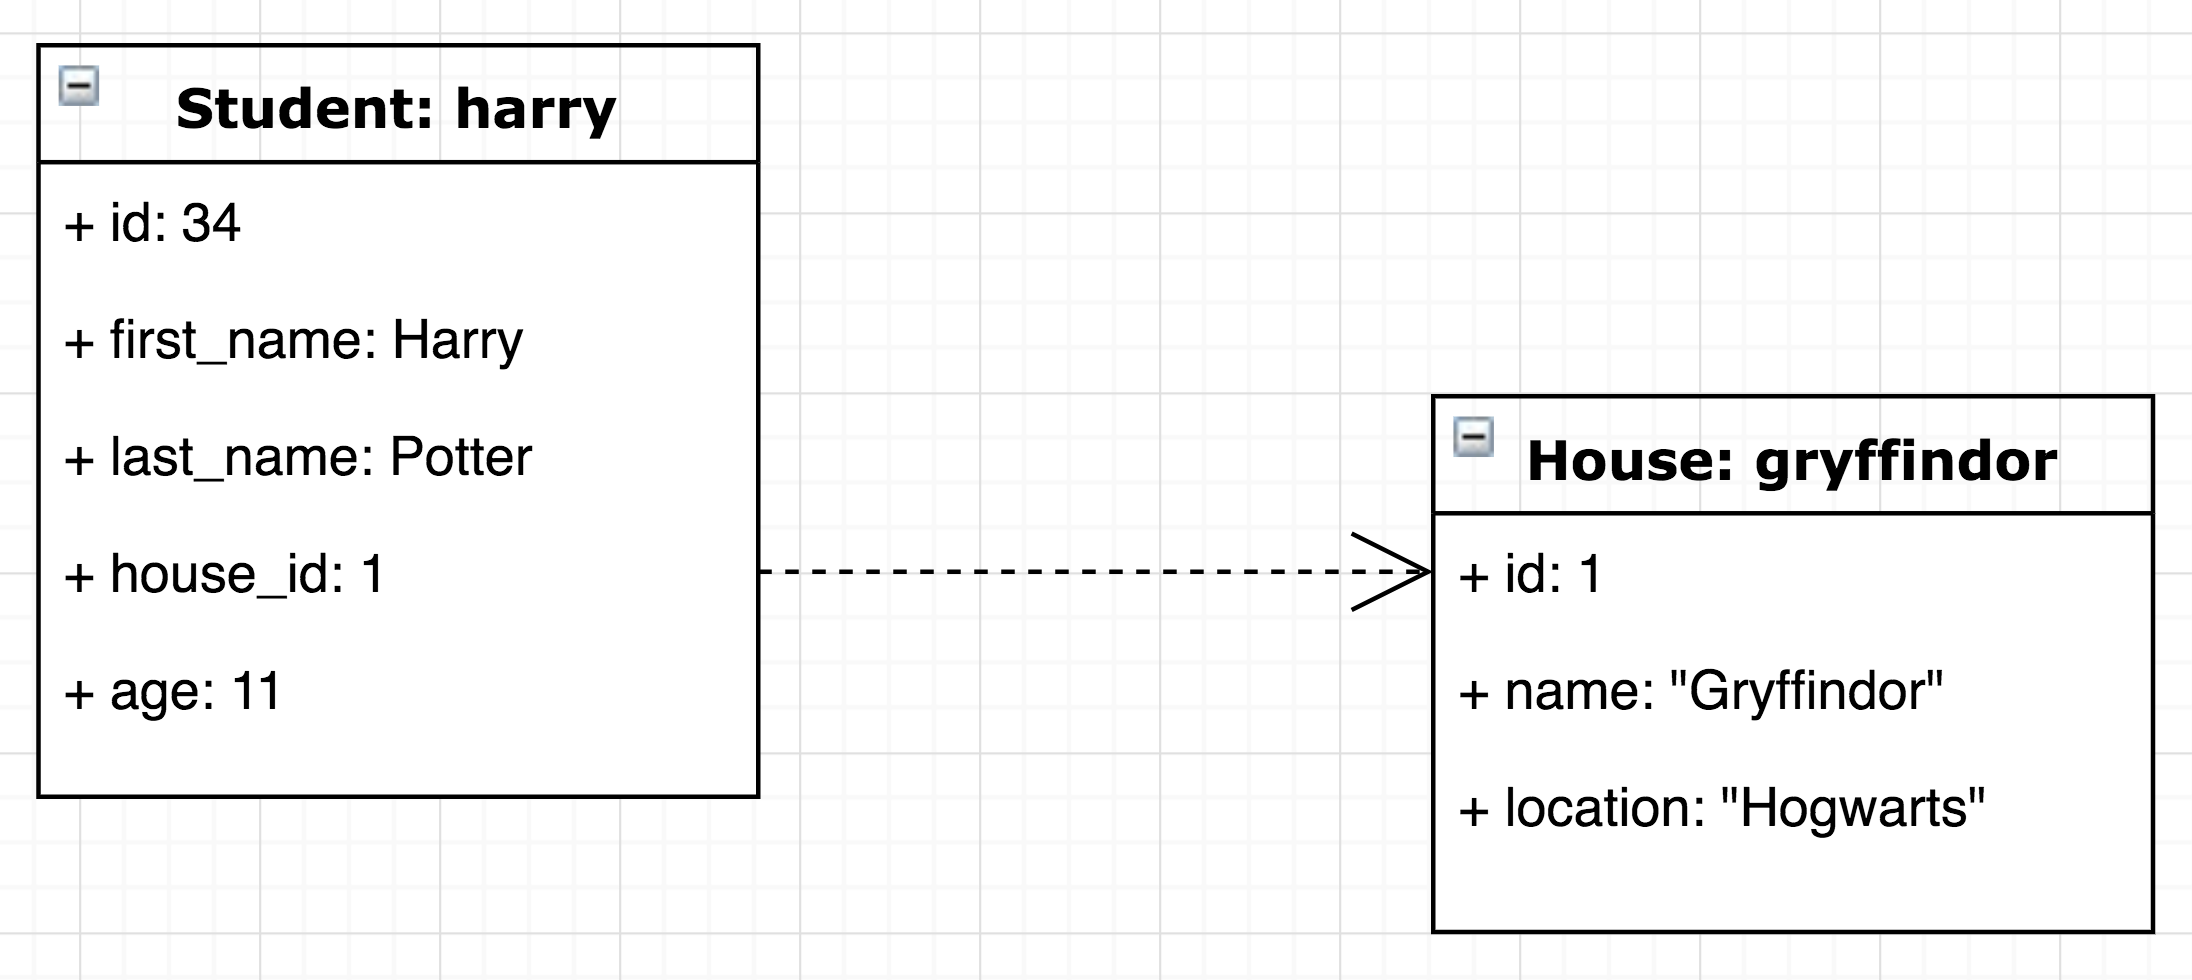 Student: harry
+ id: 34
+ first_name: Harry
+ last_name: Potter
+ house_id: 1
+ age: 11
House: gryffindor
+ id: 1
+ name: "Gryffindor"
+ location: "Hogwarts"